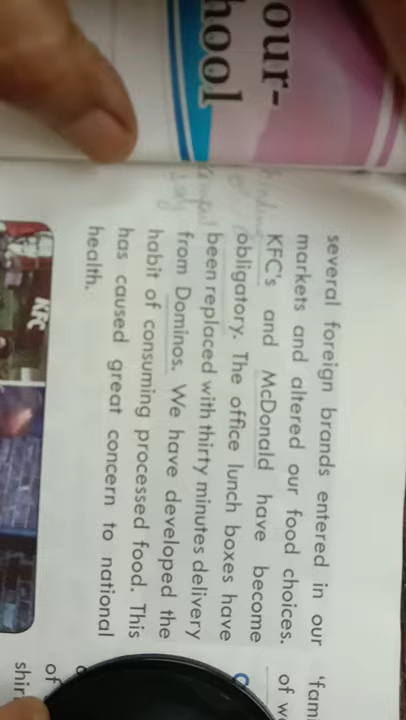 our-
hool
several foreign brands entered in our
markets and altered our food choices.
KFC's and McDonald have become
obligatory. The office lunch boxes have
been replaced with thirty minutes delivery
from Dominos. We have developed the
habit of consuming processed food. This
has caused great concern to national
health.
KFC
'fam
of w
of
shir